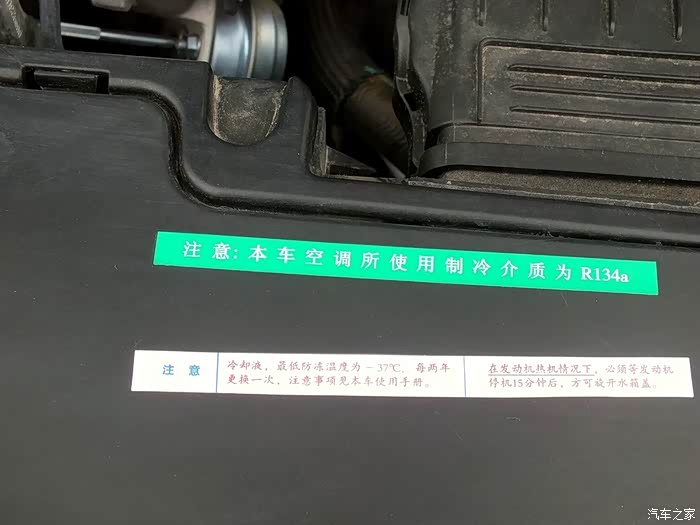 注意:本车空调所使用制冷介质为R134a
注 意
冷却液，最低防冻温度为－37℃，每两年
更换一次，注意事项见本车使用手册。
在发动机热机情况下，必须等发动机
停机15分钟后，方可旋开水箱盖。
汽车之家